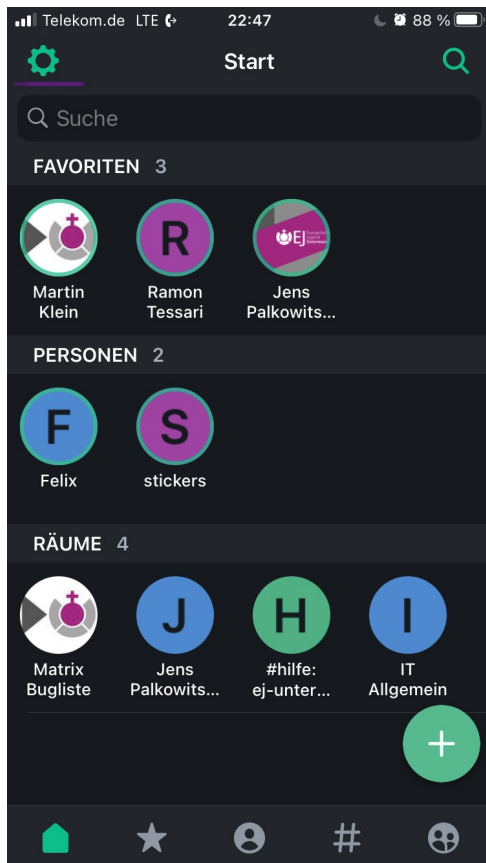 Telekom.de LTE 22:47 88 %
Start
Suche
FAVORITEN 3
R
EJ
Martin Klein
Ramon Tessari
Jens Palkowits...
PERSONEN 2
F
S
Felix
stickers
RÄUME 4
J
H
I
Matrix Bugliste
Jens Palkowits...
#hilfe: ej-unter...
IT Allgemein